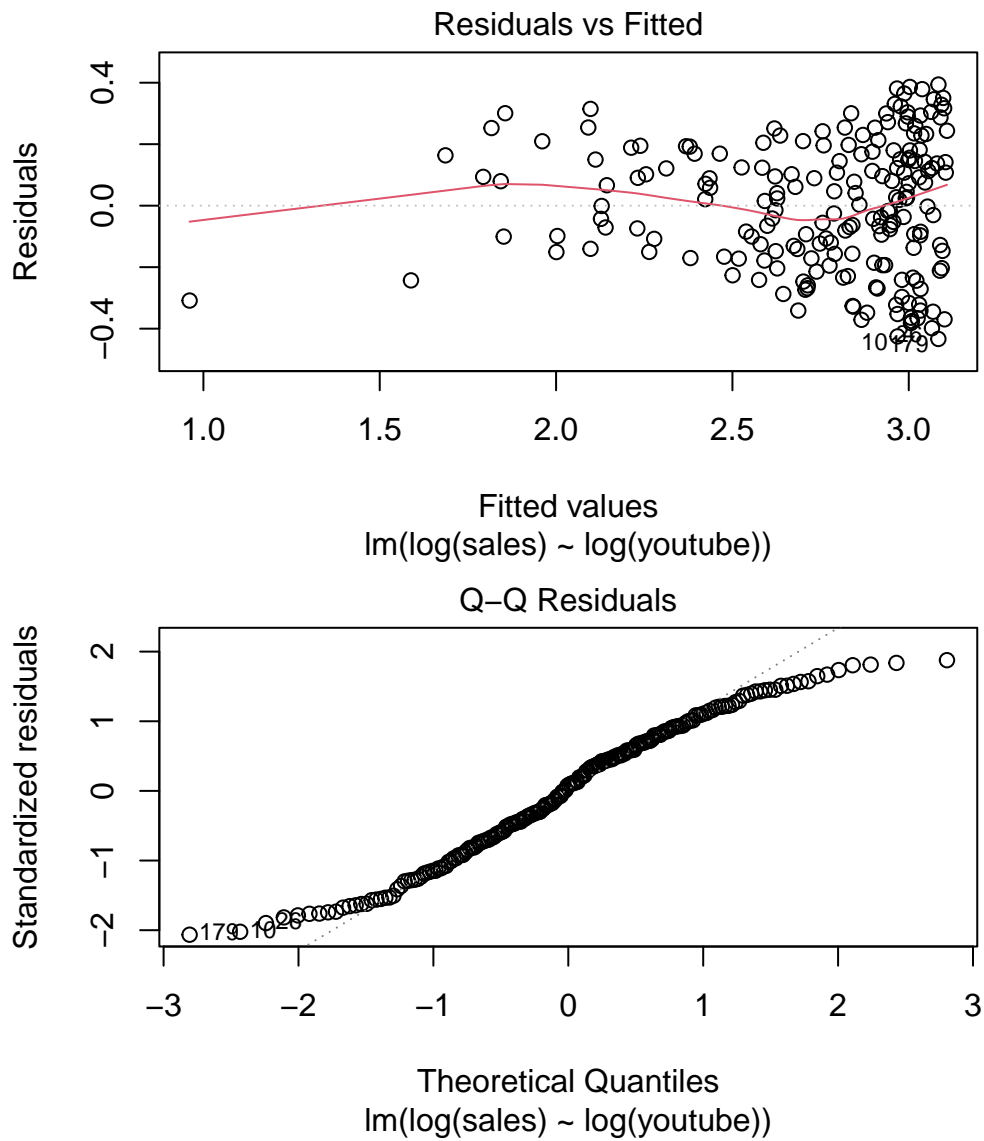 Residuals vs Fitted
Residuals
0.4
0.0
−0.4
179
1.0 1.5 2.0 2.5 3.0
Fitted values
lm(log(sales) ~ log(youtube))
Q−Q Residuals
Standardized residuals
2
1
0
−1
−2
179
−3 −2 −1 0 1 2 3
Theoretical Quantiles
lm(log(sales) ~ log(youtube))